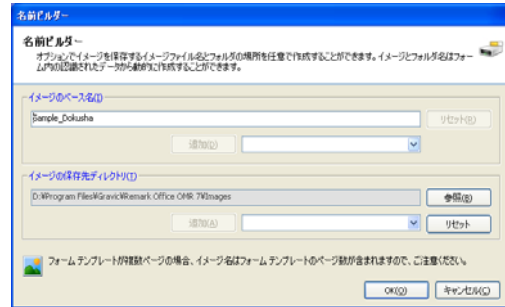 名前ビルダー
名前ビルダー
オプションでイメージを保存するイメージファイル名とフォルダの場所を任意で作成することができます。イメージとフォルダ名はフォー
ム内の認識されたデータから動的に作成することができます。
イメージのベース名(I)
Sample_Dokusha
リセット(R)
追加(D)
イメージの保存先ディレクトリ(T)
D:¥Program Files¥Gravic¥Remark Office OMR 7¥Images
参照(B)
追加(A)
リセット
フォームテンプレートが複数ページの場合、イメージ名はフォームテンプレートのページ数が含まれますので、ご注意ください。
OK(O)
キャンセル(C)